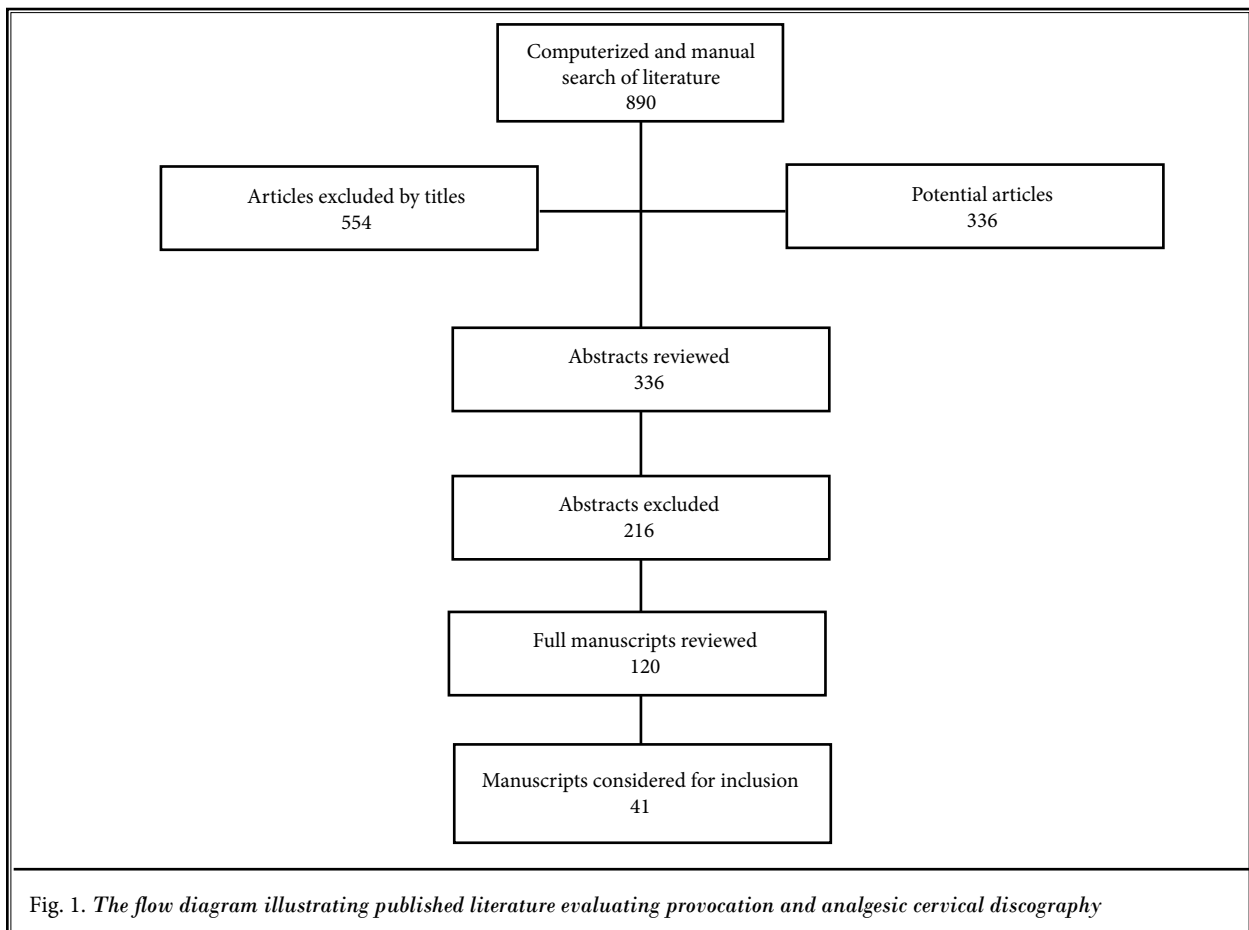 Computerized and manual
search of literature
890
Articles excluded by titles
554
Potential articles
336
Abstracts reviewed
336
Abstracts excluded
216
Full manuscripts reviewed
120
Manuscripts considered for inclusion
41
Fig. 1. The flow diagram illustrating published literature evaluating provocation and analgesic cervical discography